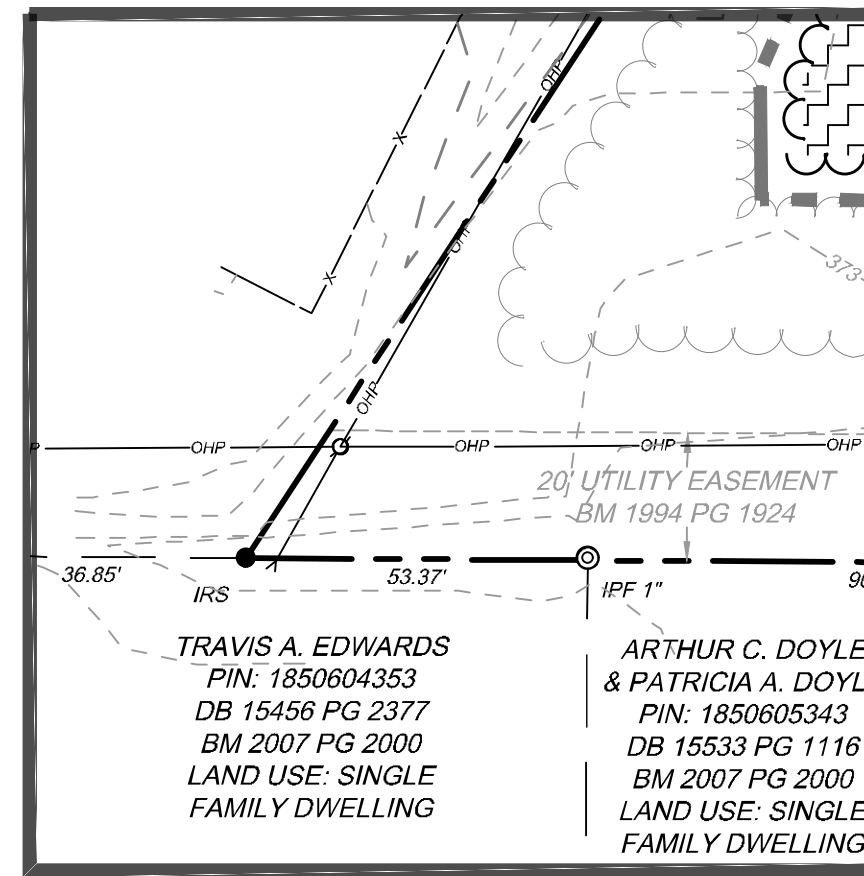 OHP
OHP
373
OHP
P
OHP
OHP
OHP
OHP
20' UTILITY EASEMENT
BM 1994 PG 1924
36.85'
53.37'
90
IRS
IPF 1"
TRAVIS A. EDWARDS
PIN: 1850604353
DB 15456 PG 2377
BM 2007 PG 2000
LAND USE: SINGLE
FAMILY DWELLING
ARTHUR C. DOYLE
& PATRICIA A. DOYL
PIN: 1850605343
DB 15533 PG 1116
BM 2007 PG 2000
LAND USE: SINGLE
FAMILY DWELLING